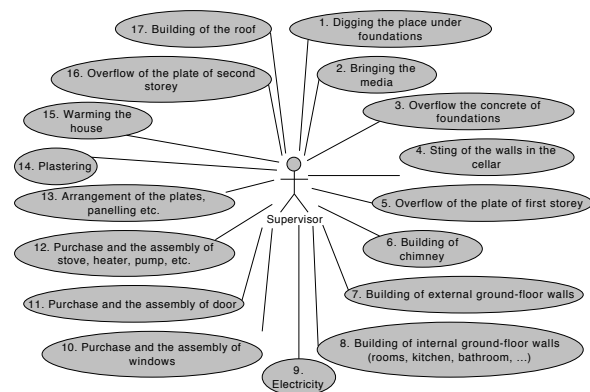 1. Digging the place under
foundations
2. Bringing the
media
3. Overflow the concrete of
foundations
4. Sting of the walls in the
cellar
5. Overflow of the plate of first storey
6. Building of
chimney
7. Building of external ground-floor walls
8. Building of internal ground-floor walls
(rooms, kitchen, bathroom, ...)
9.
Electricity
10. Purchase and the assembly of
windows
11. Purchase and the assembly of door
12. Purchase and the assembly of
stove, heater, pump, etc.
13. Arrangement of the plates,
panelling etc.
14. Plastering
15. Warming the
house
16. Overflow of the plate of second
storey
17. Building of the roof
Supervisor